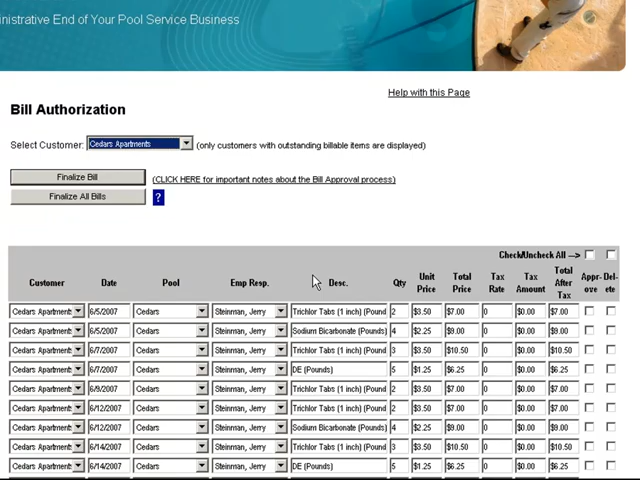 inistrative End of Your Pool Service Business
Help with this Page
Bill Authorization
Select Customer: Cedars Apartments (only customers with outstanding billable items are displayed)
Finalize Bill (CLICK HERE for important notes about the Bill Approval process)
Finalize All Bills ?
Check/Uncheck All -->
Customer Date Pool Emp Resp. Desc. Qty Unit Price Total Price Tax Rate Tax Amount Total After Tax Appr-ove Del-ete
Cedars Apartments 6/5/2007 Cedars Steinman, Jerry Trichlor Tabs (1 inch) (Pound 2 $3.50 $7.00 0 $0.00 $7.00
Cedars Apartments 6/5/2007 Cedars Steinman, Jerry Sodium Bicarbonate (Pounds) 4 $2.25 $9.00 0 $0.00 $9.00
Cedars Apartments 6/7/2007 Cedars Steinman, Jerry Trichlor Tabs (1 inch) (Pound 3 $3.50 $10.50 0 $0.00 $10.50
Cedars Apartments 6/7/2007 Cedars Steinman, Jerry DE (Pounds) 5 $1.25 $6.25 0 $0.00 $6.25
Cedars Apartments 6/9/2007 Cedars Steinman, Jerry Trichlor Tabs (1 inch) (Pound 2 $3.50 $7.00 0 $0.00 $7.00
Cedars Apartments 6/12/2007 Cedars Steinman, Jerry Trichlor Tabs (1 inch) (Pound 2 $3.50 $7.00 0 $0.00 $7.00
Cedars Apartments 6/12/2007 Cedars Steinman, Jerry Sodium Bicarbonate (Pounds) 4 $2.25 $9.00 0 $0.00 $9.00
Cedars Apartments 6/14/2007 Cedars Steinman, Jerry Trichlor Tabs (1 inch) (Pound 3 $3.50 $10.50 0 $0.00 $10.50
Cedars Apartments 6/14/2007 Cedars Steinman, Jerry DE (Pounds) 5 $1.25 $6.25 0 $0.00 $6.25